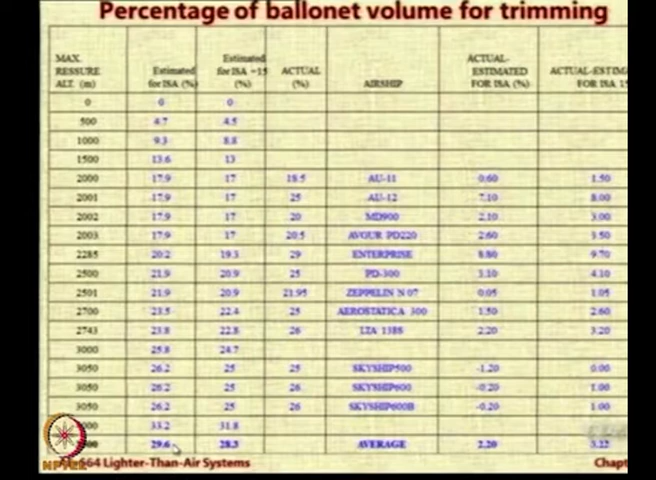 Percentage of ballonet volume for trimming
MAX. RESSURE ALT. (m) Estimated for ISA (%) Estimated for ISA +15 (%) ACTUAL (%) AIRSHIP ACTUAL-ESTIMATED FOR ISA (%) ACTUAL-ESTIMA FOR ISA 15
0 0 0
500 4.7 4.5
1000 9.3 8.8
1500 13.6 13
2000 17.9 17 18.5 AU-11 0.60 1.50
2001 17.9 17 25 AU-12 7.10 8.00
2002 17.9 17 20 MD900 2.10 3.00
2003 17.9 17 20.5 AVGUR PD220 2.60 3.50
2285 20.2 19.3 29 ENTERPRISE 8.80 9.70
2500 21.9 20.9 25 PD-300 3.10 4.10
2501 21.9 20.9 21.95 ZEPPELIN N 07 0.05 1.05
2700 23.5 22.4 25 AEROSTATICA 300 1.50 2.60
2743 23.8 22.8 26 LTA 138S 2.20 3.20
3000 25.8 24.7
3050 26.2 25 25 SKYSHIP500 -1.20 0.00
3050 26.2 25 26 SKYSHIP600 -0.20 1.00
3050 26.2 25 26 SKYSHIP600B -0.20 1.00
33.2 31.8
29.6 28.3 AVERAGE 2.20
NPTEL 664 Lighter-Than-Air Systems Chapt